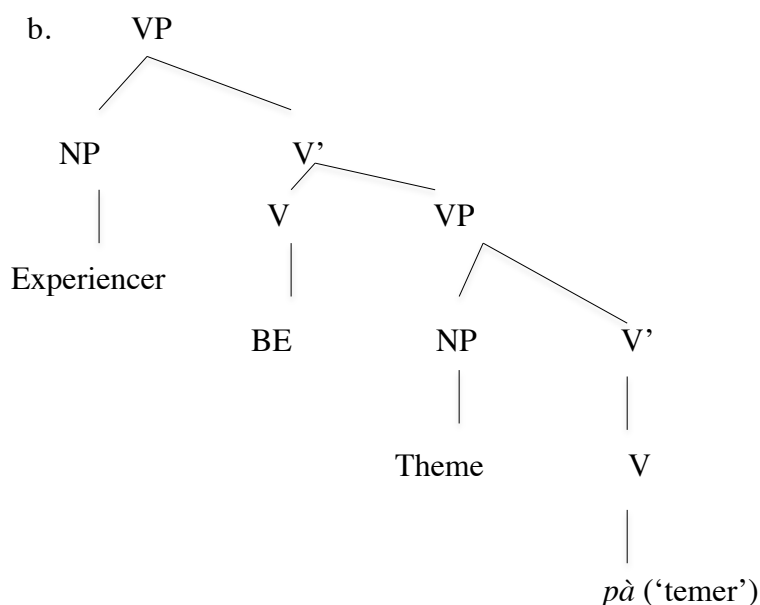 b. VP
NP V’
V VP
Experiencer
BE NP V’
Theme V
pà (‘temer’)